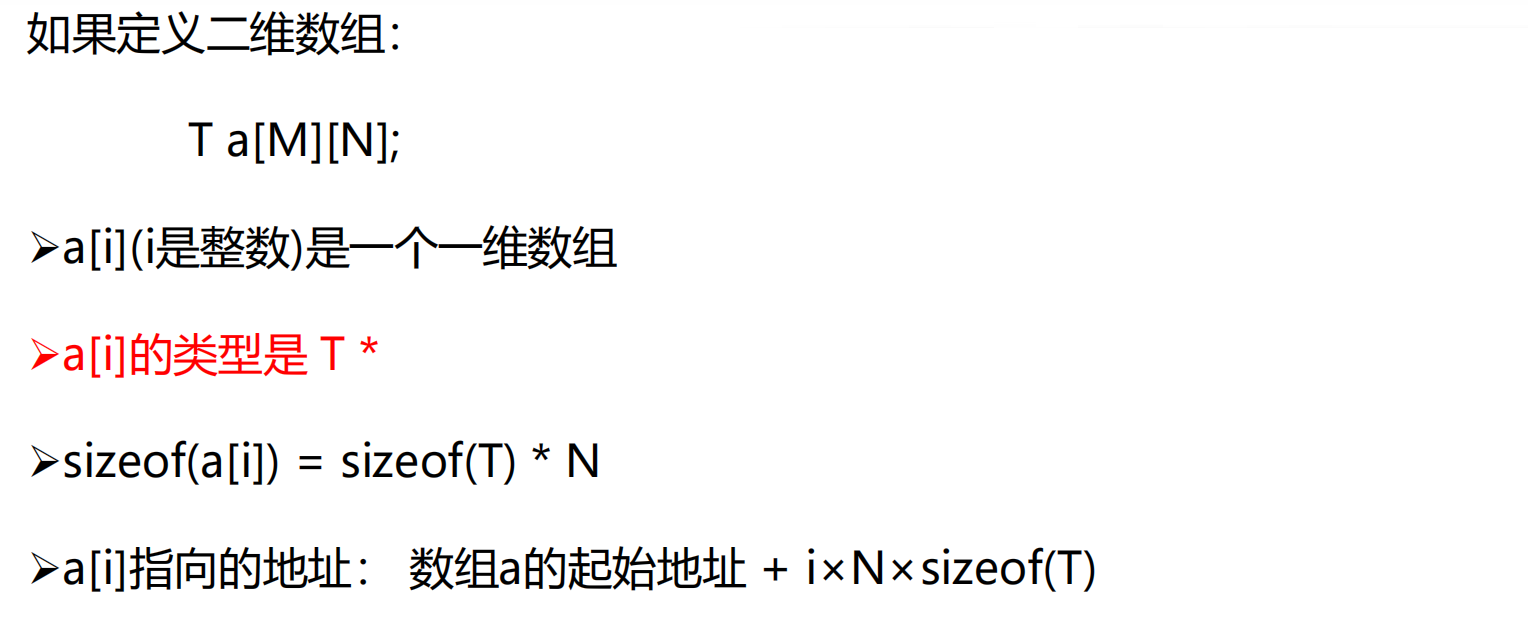 如果定义二维数组：
T a[M][N];
➢a[i](i是整数)是一个一维数组
➢a[i]的类型是 T *
➢sizeof(a[i]) = sizeof(T) * N
➢a[i]指向的地址： 数组a的起始地址 + i×N×sizeof(T)